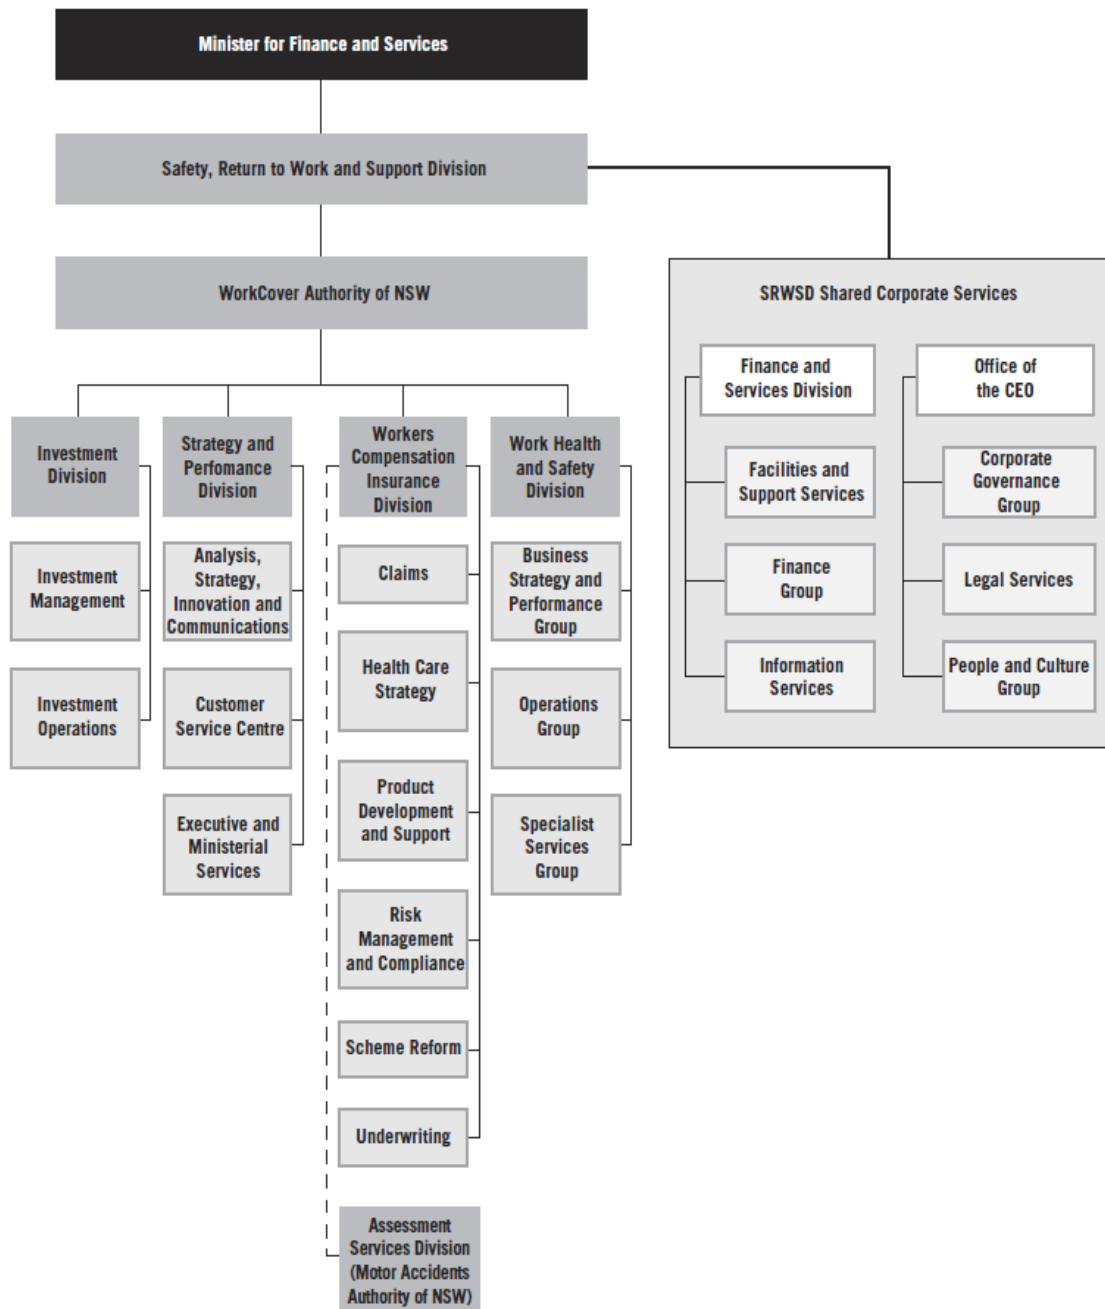 Minister for Finance and Services
Safety, Return to Work and Support Division
WorkCover Authority of NSW
Investment
Division
Investment
Management
Investment
Operations
Strategy and
Perfomance
Division
Analysis,
Strategy,
Innovation and
Communications
Customer
Service Centre
Executive and
Ministerial
Services
Workers
Compensation
Insurance
Division
Claims
Health Care
Strategy
Product
Development
and Support
Risk
Management
and Compliance
Scheme Reform
Underwriting
Assessment
Services Division
(Motor Accidents
Authority of NSW)
Work Health
and Safety
Division
Business
Strategy and
Performance
Group
Operations
Group
Specialist
Services
Group
SRWSD Shared Corporate Services
Finance and
Services Division
Facilities and
Support Services
Finance
Group
Information
Services
Office of
the CEO
Corporate
Governance
Group
Legal Services
People and Culture
Group